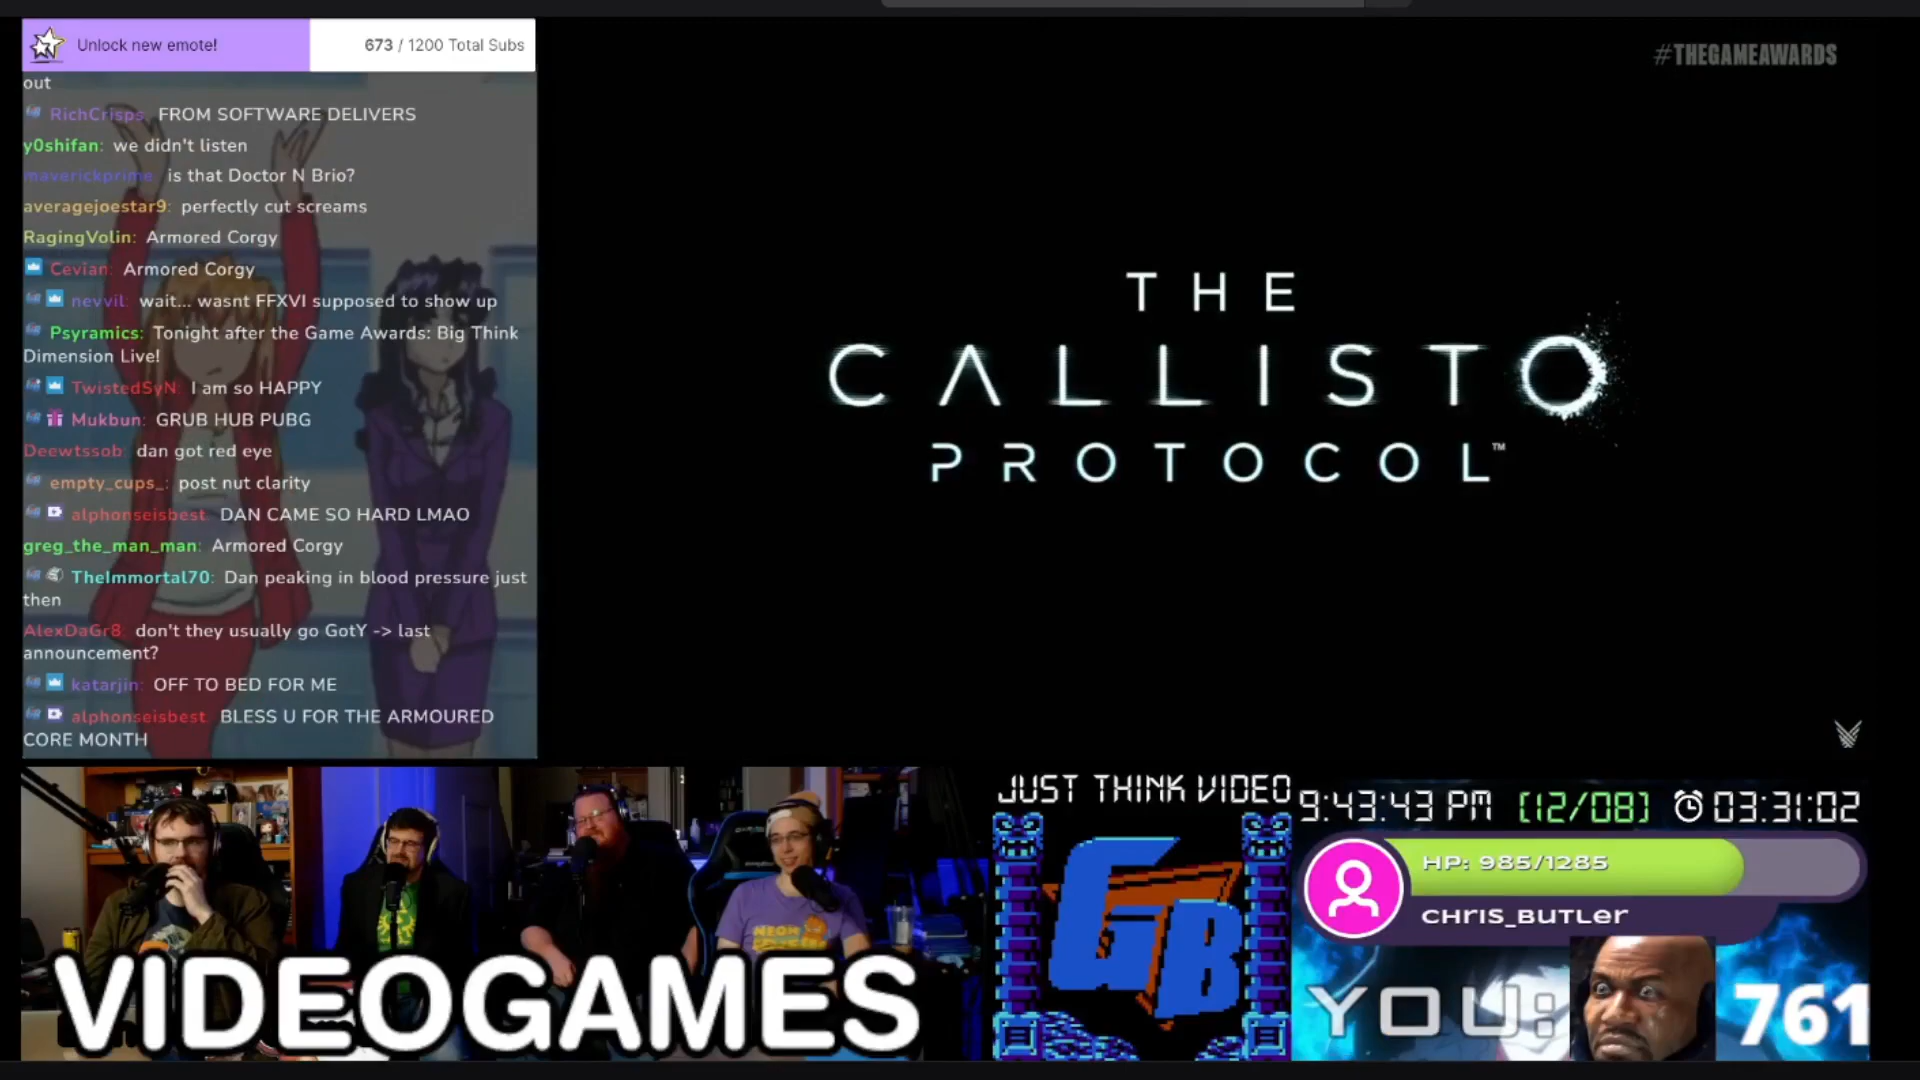 Unlock new emote!
673 / 1200 Total Subs
out
RichCrisps: FROM SOFTWARE DELIVERS
y0shifan: we didn't listen
maverickprime: is that Doctor N Brio?
averagejoestar9: perfectly cut screams
RagingVolin: Armored Corgy
Cevian: Armored Corgy
nevvil: wait... wasnt FFXVI supposed to show up
Psyramics: Tonight after the Game Awards: Big Think
Dimension Live!
TwistedSyN: I am so HAPPY
Mukbun: GRUB HUB PUBG
Deewtssob: dan got red eye
empty_cups_: post nut clarity
alphonseisbest: DAN CAME SO HARD LMAO
greg_the_man_man: Armored Corgy
TheImmortal70: Dan peaking in blood pressure just
then
AlexDaGr8: don't they usually go GotY -> last
announcement?
katarjin: OFF TO BED FOR ME
alphonseisbest: BLESS U FOR THE ARMOURED
CORE MONTH
#THEGAMEAWARDS
THE
CALLISTO
PROTOCOL™
VIDEOGAMES
JUST THINK VIDEO
GB
9:43:43 PM [12/08] 03:31:02
HP: 985/1285
CHRIS_BUTLER
YOU: 761